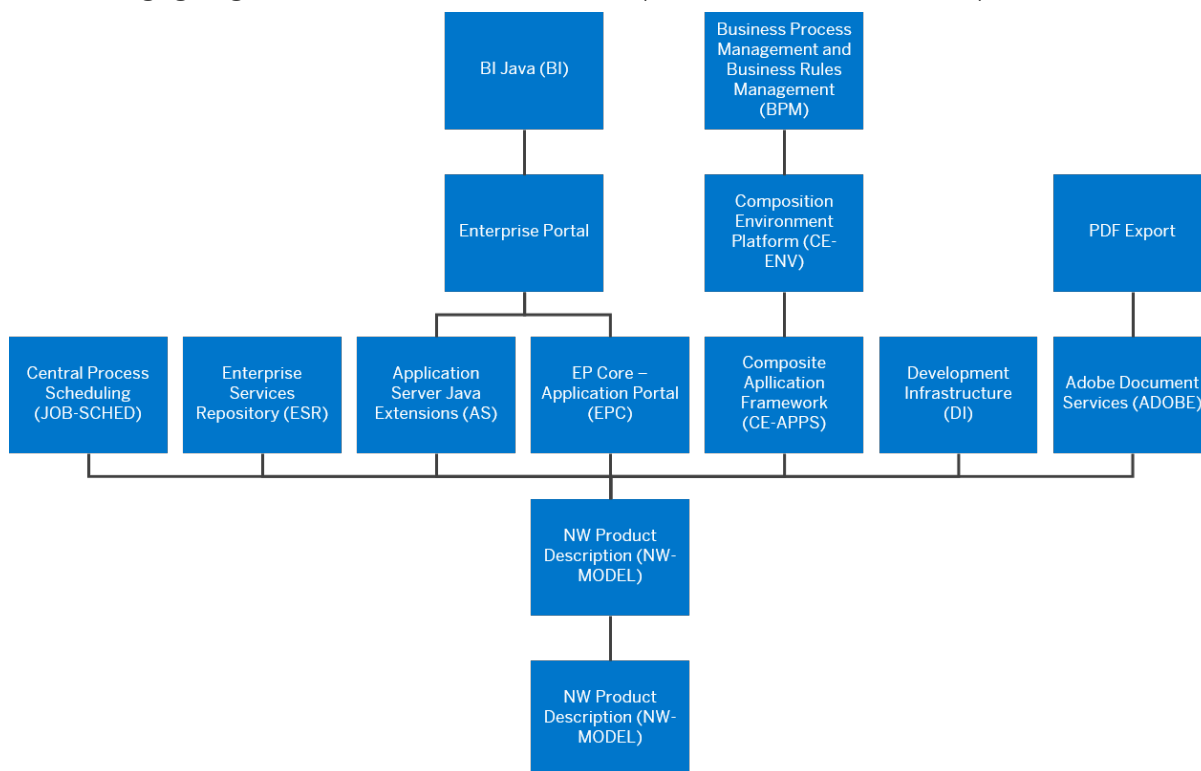 BI Java (BI)
Business Process
Management and
Business Rules
Management
(BPM)
Enterprise Portal
Composition
Environment
Platform (CE-
ENV)
PDF Export
Central Process
Scheduling
(JOB-SCHED)
Enterprise
Services
Repository (ESR)
Application
Server Java
Extensions (AS)
EP Core –
Application Portal
(EPC)
Composite
Apllication
Framework
(CE-APPS)
Development
Infrastructure
(DI)
Adobe Document
Services (ADOBE)
NW Product
Description (NW-
MODEL)
NW Product
Description (NW-
MODEL)